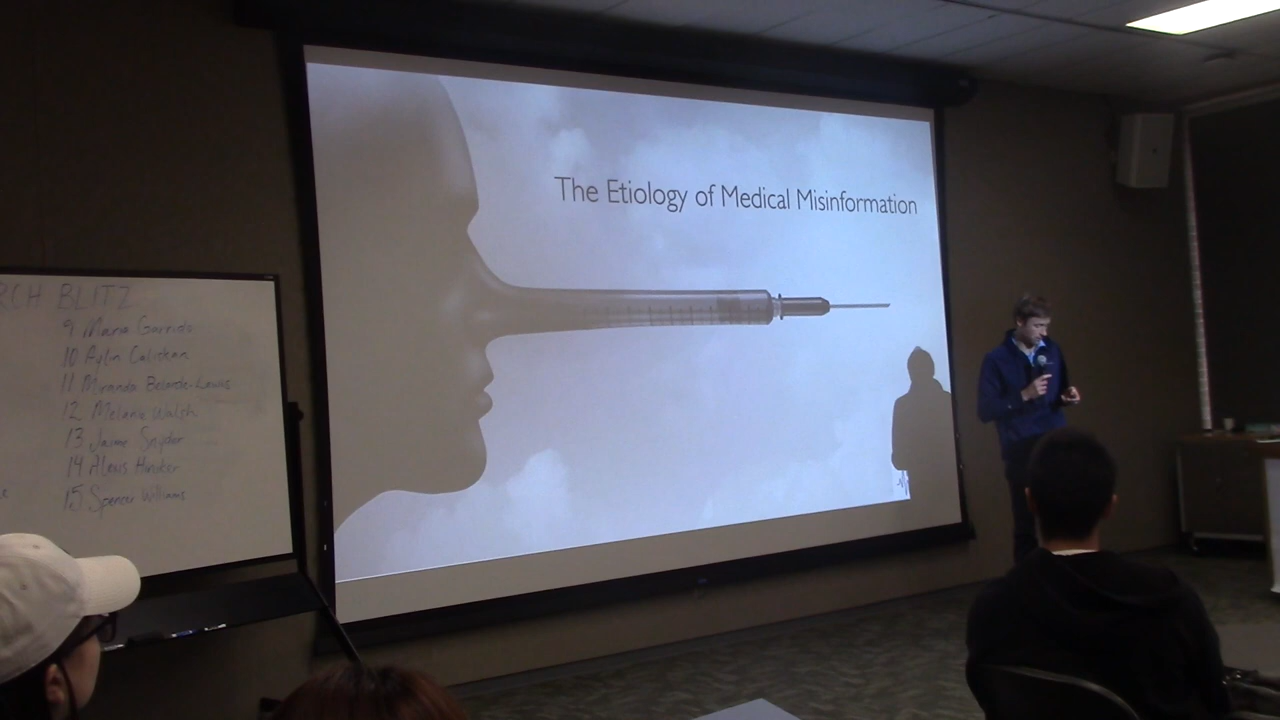 RCH BLITZ
9 Maria Garrido
10 Aylin Caliskan
11 Miranda Belarde-Lewis
12 Melanie Walsh
13 Jaime Snyder
14 Alexis Hiniker
15 Spencer Williams
The Etiology of Medical Misinformation